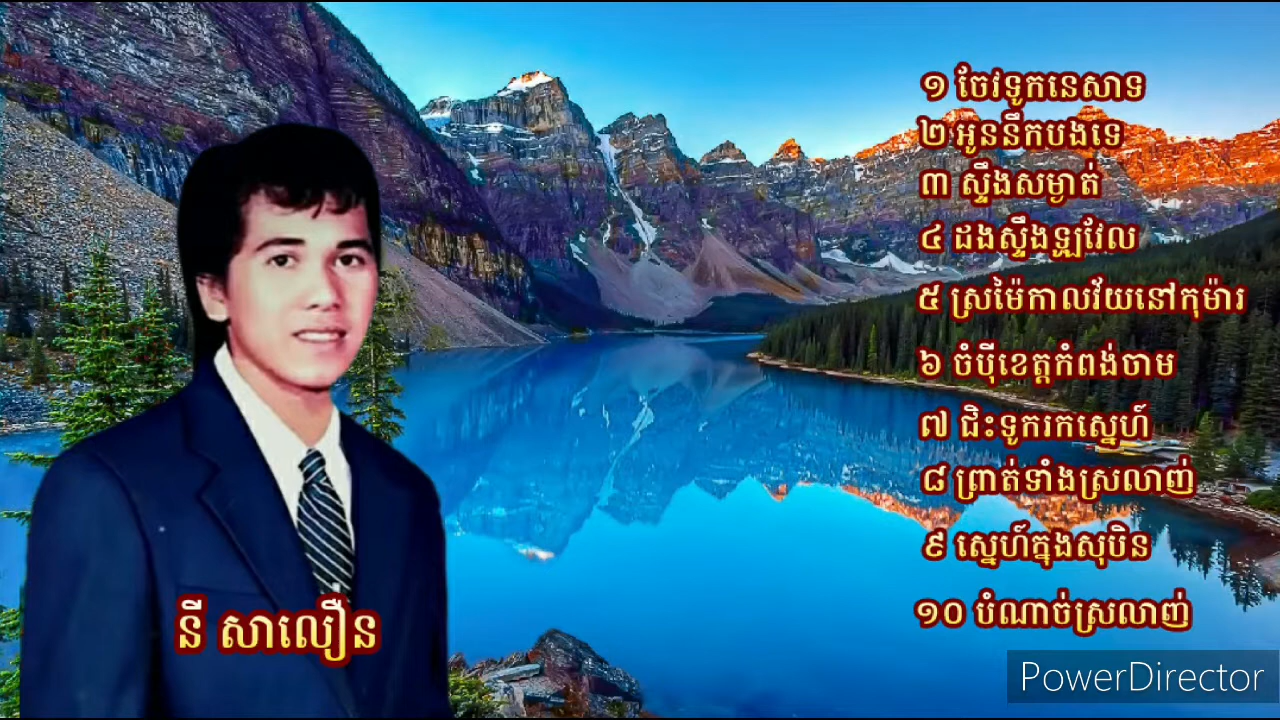 ១ ចែវទូកនេសាទ
២ អូននឹកបងទេ
៣ ស្ទឹងសម្ងាត់
៤ ដងស្ទឹងឡូវែល
៥ ស្រម៉ៃកាលវ័យនៅកុម៉ារ
៦ ចំប៉ីខេត្តកំពង់ចាម
៧ ជិះទូករកស្នេហ៍
៨ ព្រាត់ទាំងស្រលាញ់
៩ ស្នេហ៍ក្នុងសុបិន
១០ បំណាច់ស្រលាញ់
នី សាលឿន
PowerDirector